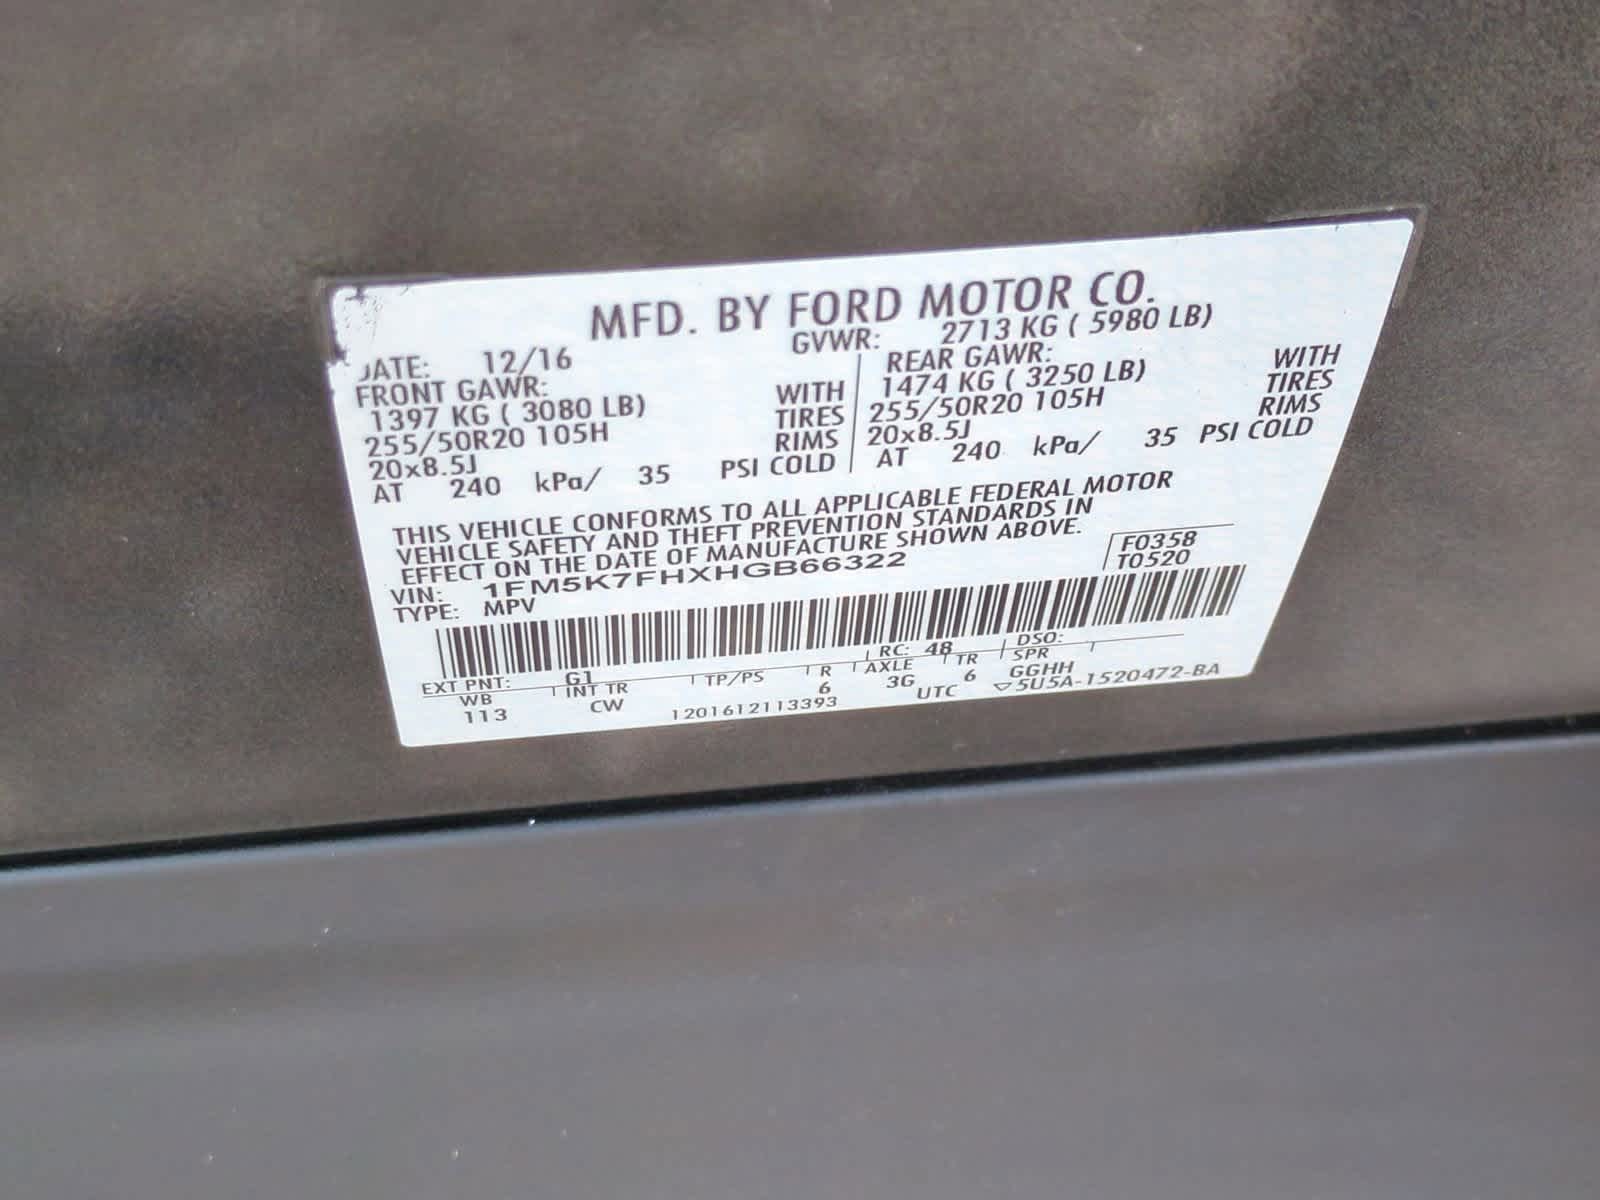 MFD. BY FORD MOTOR CO.
DATE: 12/16 GVWR: 2713 KG ( 5980 LB)
FRONT GAWR: REAR GAWR:
1397 KG ( 3080 LB) WITH 1474 KG ( 3250 LB) WITH
255/50R20 105H TIRES 255/50R20 105H TIRES
20x8.5J RIMS 20x8.5J RIMS
AT 240 kPa/ 35 PSI COLD AT 240 kPa/ 35 PSI COLD
THIS VEHICLE CONFORMS TO ALL APPLICABLE FEDERAL MOTOR
VEHICLE SAFETY AND THEFT PREVENTION STANDARDS IN
EFFECT ON THE DATE OF MANUFACTURE SHOWN ABOVE.
VIN: 1FM5K7FHXHGB66322 F0358
TYPE: MPV T0520
EXT PNT: G1 RC: 48 DSO:
WB INT TR TP/PS R AXLE TR SPR
113 CW 6 3G 6 GGHH
1201612113393 UTC ▽5U5A-1520472-BA